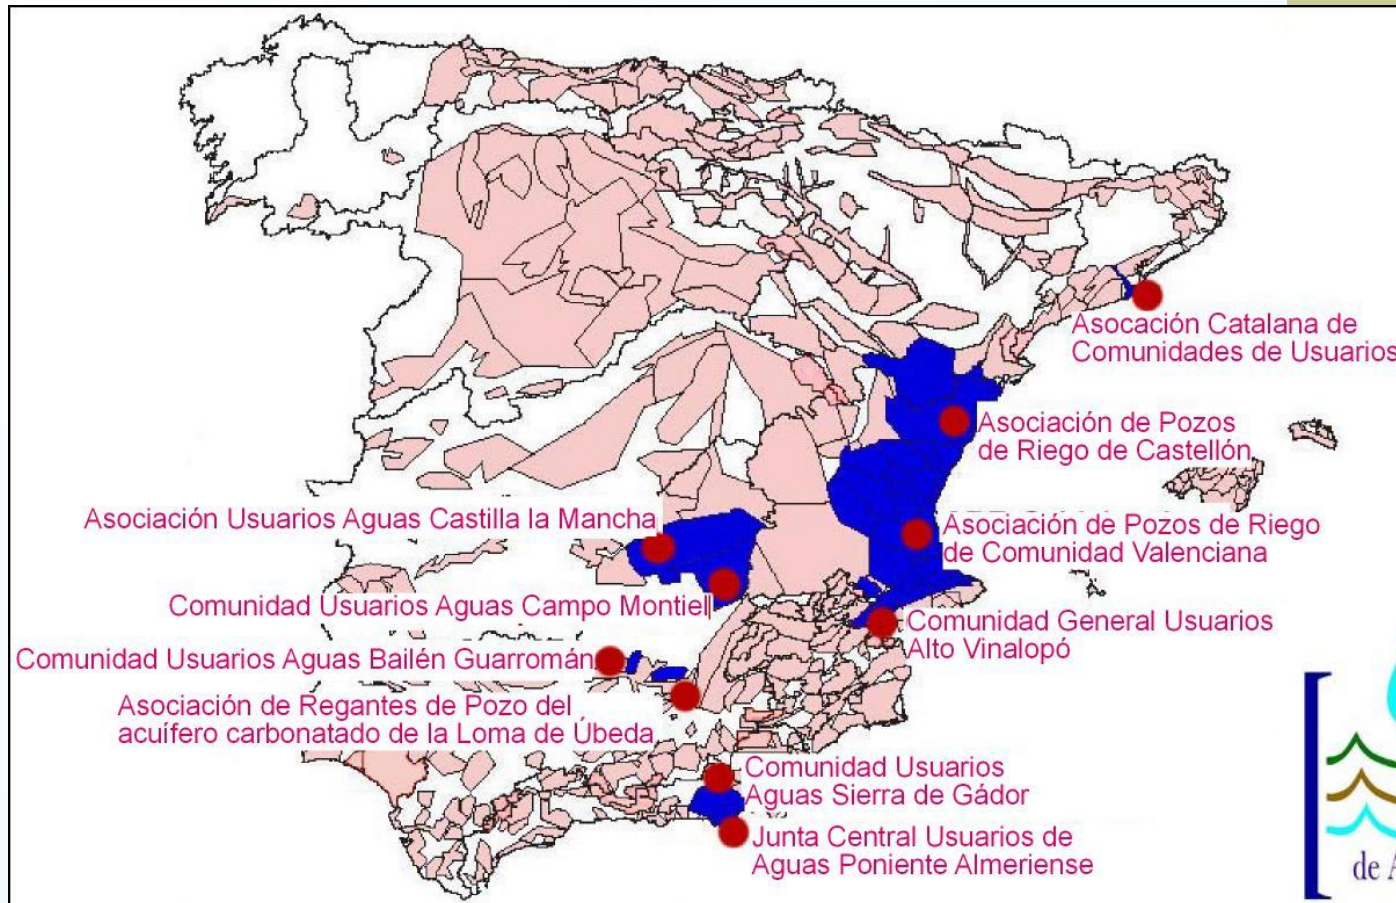 Asocación Catalana de
Comunidades de Usuarios
Asociación de Pozos
de Riego de Castellón
Asociación Usuarios Aguas Castilla la Mancha
Asociación de Pozos de Riego
de Comunidad Valenciana
Comunidad Usuarios Aguas Campo Montiel
Comunidad General Usuarios
Alto Vinalopó
Comunidad Usuarios Aguas Bailén Guarromán
Asociación de Regantes de Pozo del
acuífero carbonatado de la Loma de Úbeda
Comunidad Usuarios
Aguas Sierra de Gádor
Junta Central Usuarios de
Aguas Poniente Almeriense
de A